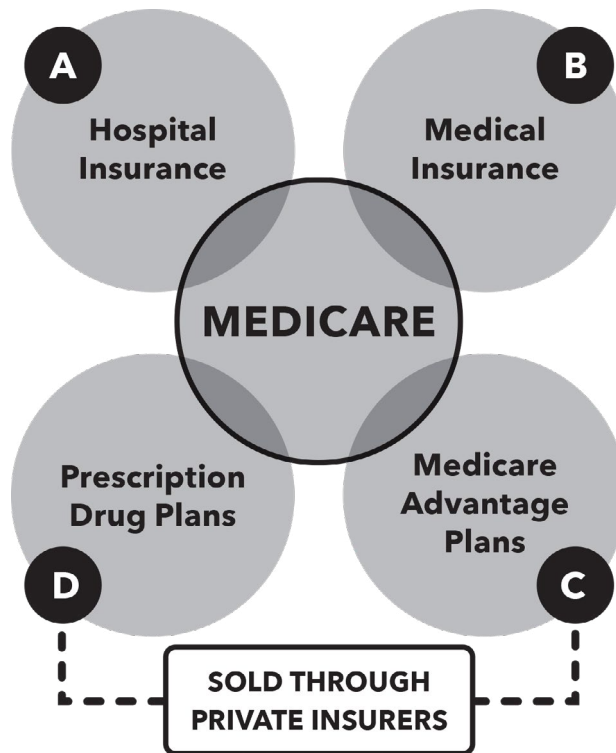 A
Hospital
Insurance
B
Medical
Insurance
MEDICARE
Prescription
Drug Plans
D
Medicare
Advantage
Plans
C
SOLD THROUGH
PRIVATE INSURERS